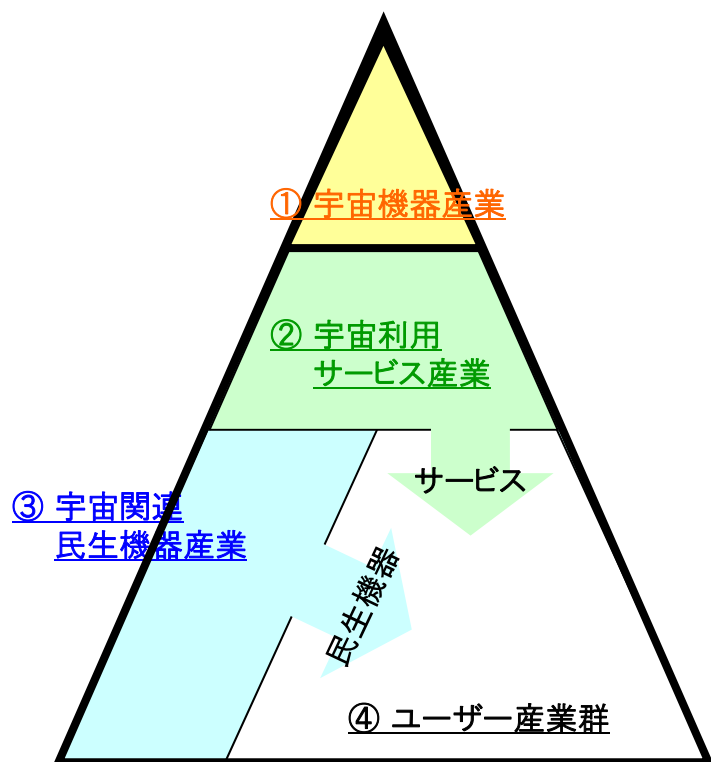 ① 宇宙機器産業
② 宇宙利用
サービス産業
サービス
③ 宇宙関連
民生機器産業
民生機器
④ ユーザー産業群